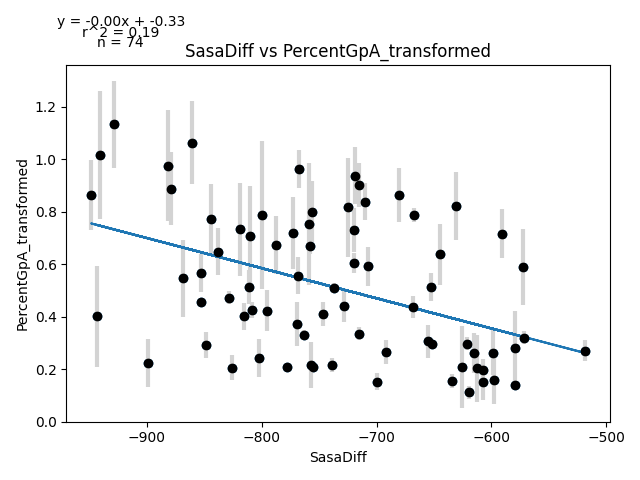 y = -0.00x + -0.33
r^2 = 0.19
n = 74
SasaDiff vs PercentGpA_transformed
PercentGpA_transformed
1.2
1.0
0.8
0.6
0.4
0.2
0.0
−900
−800
−700
−600
−500
SasaDiff